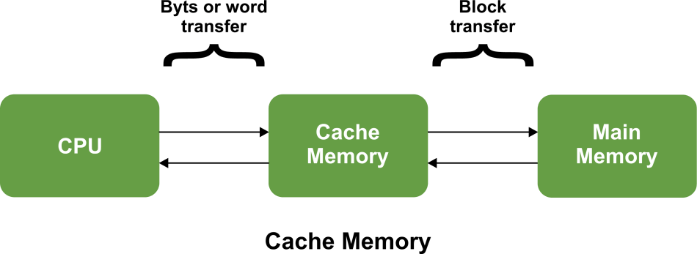 Byts or word
transfer
Block
transfer
CPU
Cache
Memory
Main
Memory
Cache Memory